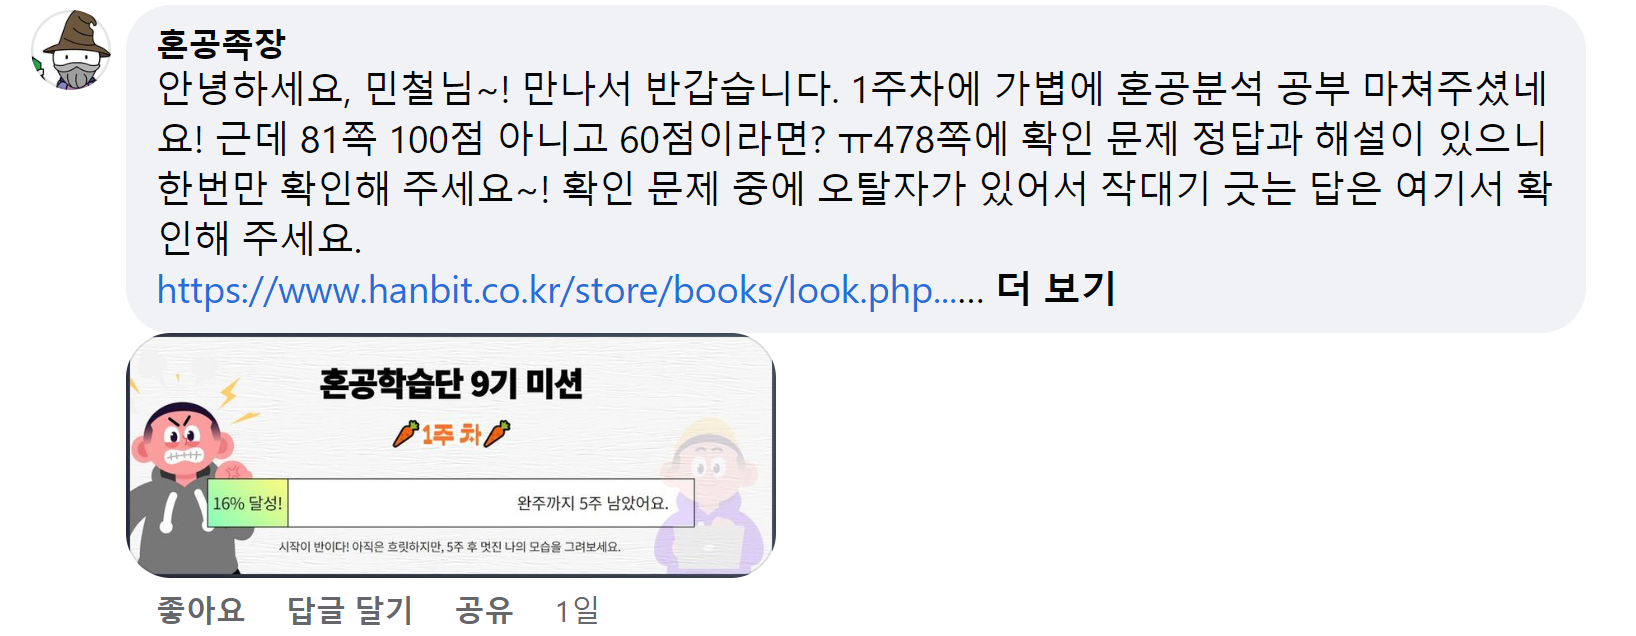 혼공족장
안녕하세요, 민철님~! 만나서 반갑습니다. 1주차에 가볍에 혼공분석 공부 마쳐주셨네
요! 근데 81쪽 100점 아니고 60점이라면? ㅠ478쪽에 확인 문제 정답과 해설이 있으니
한번만 확인해 주세요~! 확인 문제 중에 오탈자가 있어서 작대기 긋는 답은 여기서 확
인해 주세요.
https://www.hanbit.co.kr/store/books/look.php...... 더 보기
혼공학습단 9기 미션
1주 차
16% 달성!
완주까지 5주 남았어요.
시작이 반이다! 아직은 흐릿하지만, 5주 후 멋진 나의 모습을 그려보세요.
좋아요 답글 달기 공유 1일